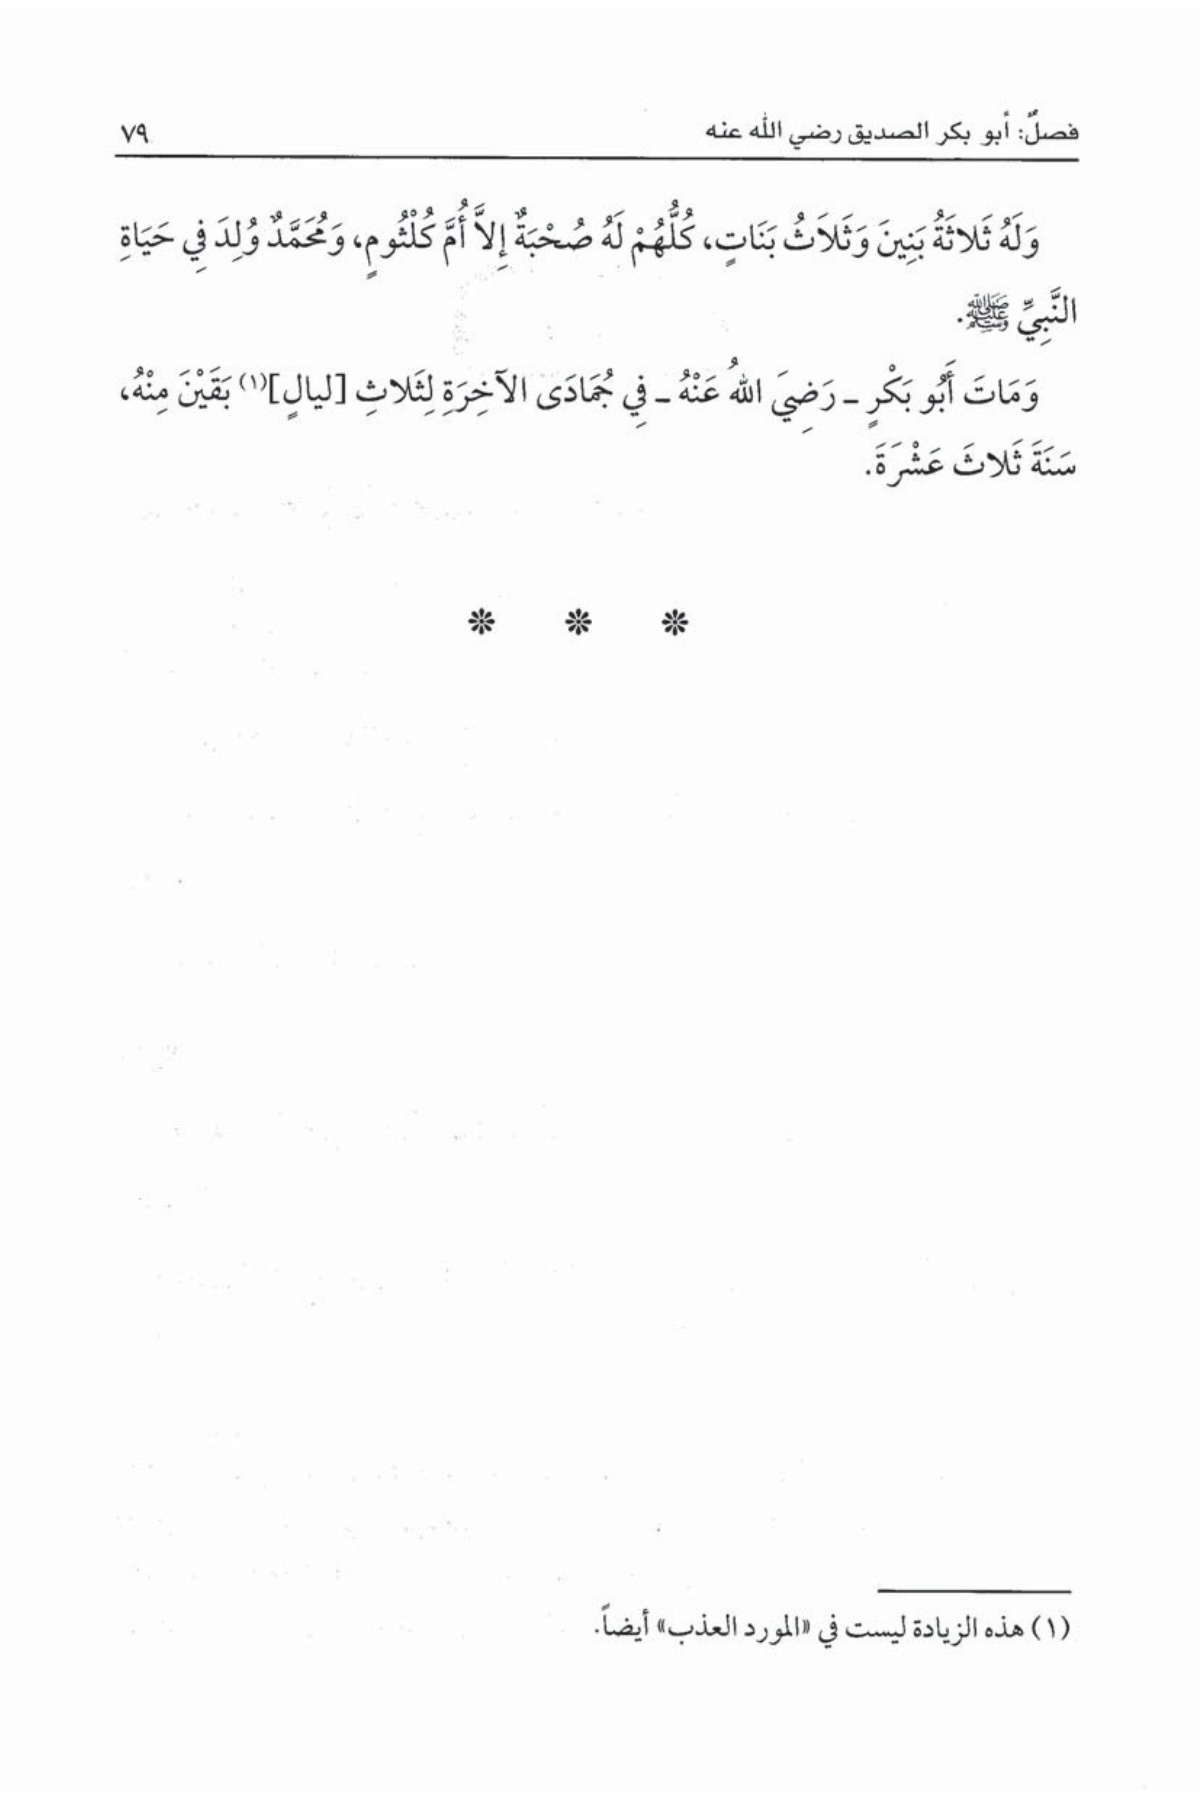 فصلٌ: أبو بكر الصديق رضي الله عنه ٧٩
وَلَهُ ثَلاثَةُ بَنِينَ وَثَلاَثُ بَنَاتٍ، كُلُّهُمْ لَهُ صُحْبَةٌ إِلاَّ أُمَّ كُلْثُومٍ، وَمُحَمَّدٌ وُلِدَ فِي حَيَاةِ
النَّبِيِّ ﷺ.
وَمَاتَ أَبُو بَكْرٍ ـ رَضِيَ اللهُ عَنْهُ ـ فِي جُمَادَى الآخِرَةِ لِثَلاثِ [ليالٍ](١) بَقَيْنَ مِنْهُ،
سَنَةَ ثَلاثَ عَشْرَةَ.
(١) هذه الزيادة ليست في «المورد العذب» أيضاً.